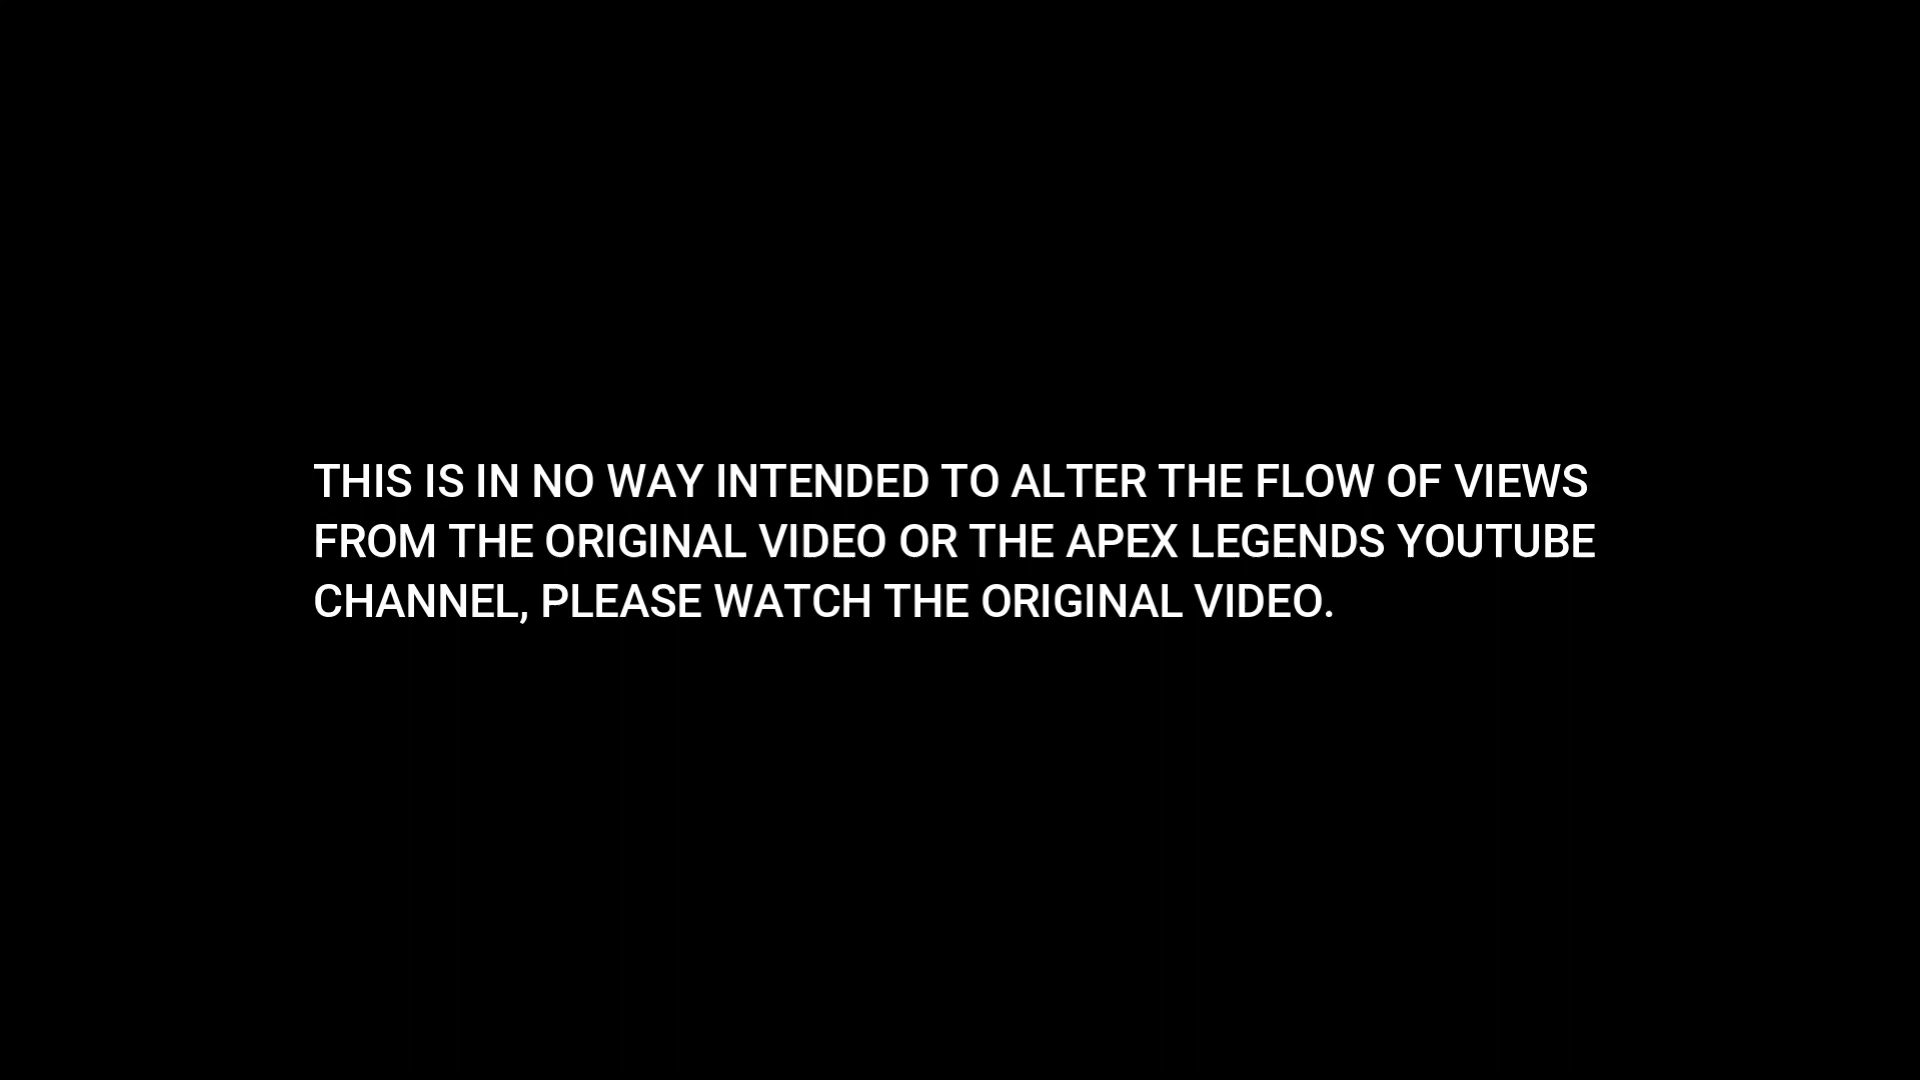 THIS IS IN NO WAY INTENDED TO ALTER THE FLOW OF VIEWS
FROM THE ORIGINAL VIDEO OR THE APEX LEGENDS YOUTUBE
CHANNEL, PLEASE WATCH THE ORIGINAL VIDEO.